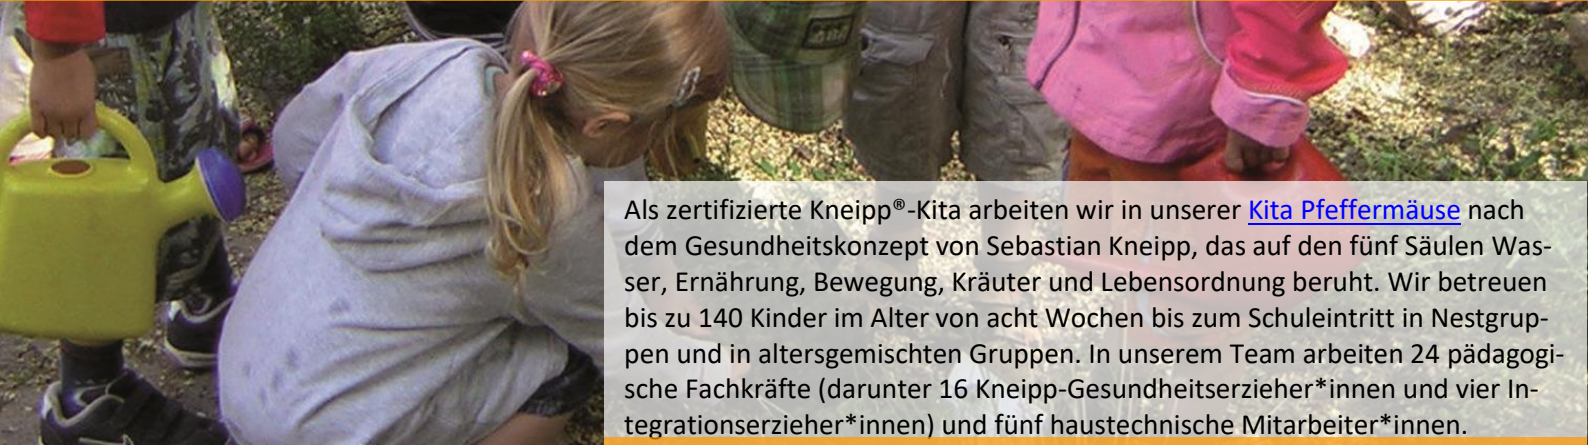 Als zertifizierte Kneipp®-Kita arbeiten wir in unserer Kita Pfeffermäuse nach
dem Gesundheitskonzept von Sebastian Kneipp, das auf den fünf Säulen Was-
ser, Ernährung, Bewegung, Kräuter und Lebensordnung beruht. Wir betreuen
bis zu 140 Kinder im Alter von acht Wochen bis zum Schuleintritt in Nestgrup-
pen und in altersgemischten Gruppen. In unserem Team arbeiten 24 pädagogi-
sche Fachkräfte (darunter 16 Kneipp-Gesundheitserzieher*innen und vier In-
tegrationserzieher*innen) und fünf haustechnische Mitarbeiter*innen.